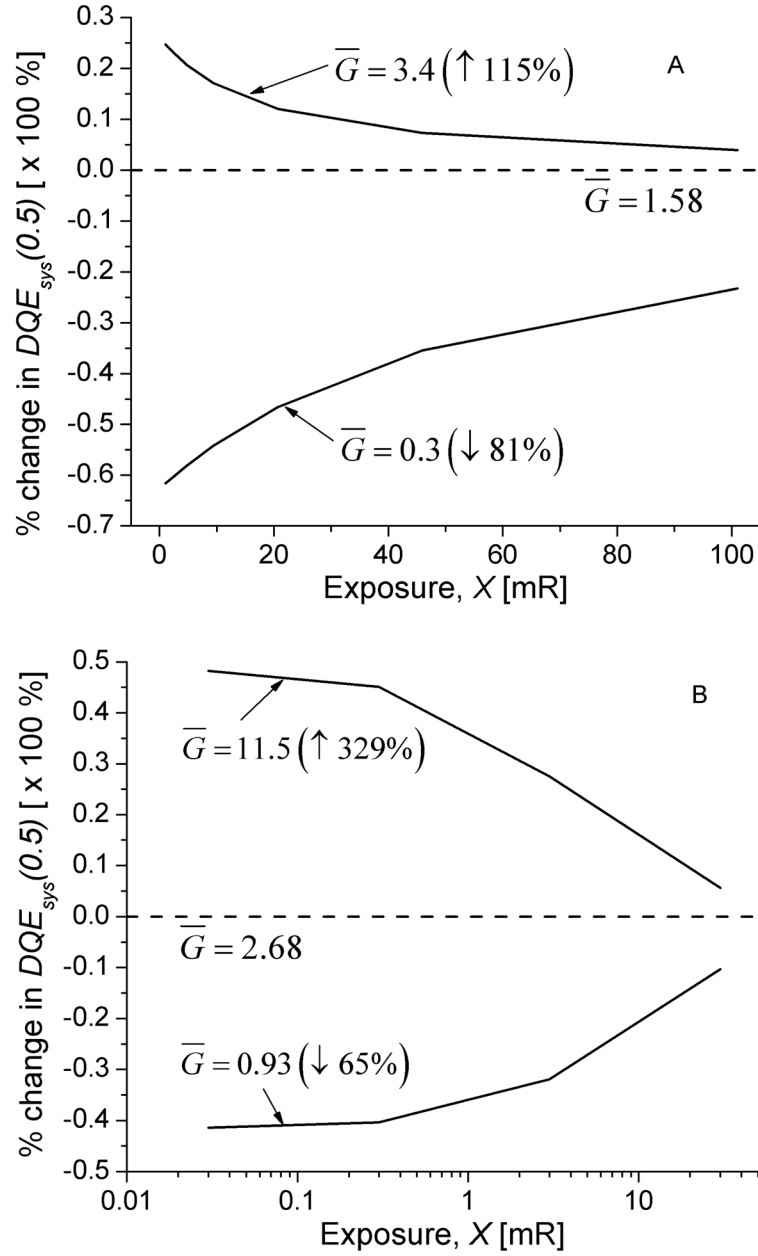 % change in DQE_sys(0.5) [ x 100 %]
0.3
0.2
0.1
0.0
-0.1
-0.2
-0.3
-0.4
-0.5
-0.6
-0.7
A
G̅ = 3.4 (↑ 115%)
G̅ = 1.58
G̅ = 0.3 (↓ 81%)
0 20 40 60 80 100
Exposure, X [mR]
% change in DQE_sys(0.5) [ x 100 %]
0.5
0.4
0.3
0.2
0.1
0.0
-0.1
-0.2
-0.3
-0.4
-0.5
B
G̅ = 11.5 (↑ 329%)
G̅ = 2.68
G̅ = 0.93 (↓ 65%)
0.01 0.1 1 10
Exposure, X [mR]